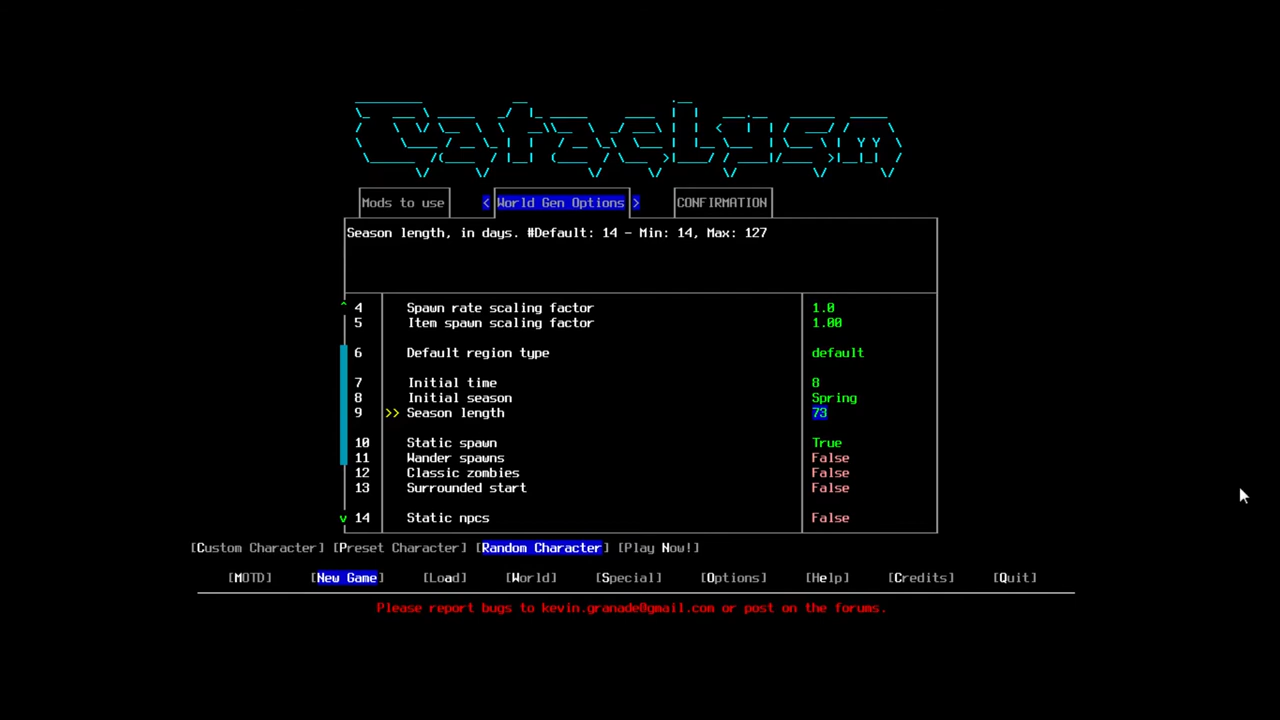 Cataclysm
Mods to use < World Gen Options > CONFIRMATION
Season length, in days. #Default: 14 - Min: 14, Max: 127
^ 4 Spawn rate scaling factor 1.0
5 Item spawn scaling factor 1.00
6 Default region type default
7 Initial time 8
8 Initial season Spring
9 >> Season length 73
10 Static spawn True
11 Wander spawns False
12 Classic zombies False
13 Surrounded start False
v 14 Static npcs False
[Custom Character] [Preset Character] [Random Character] [Play Now!]
[MOTD] [New Game] [Load] [World] [Special] [Options] [Help] [Credits] [Quit]
Please report bugs to kevin.granade@gmail.com or post on the forums.